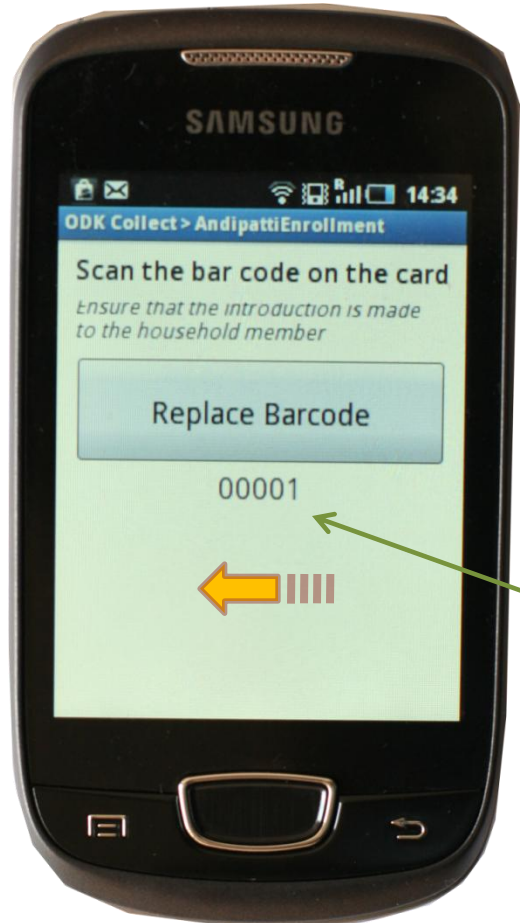 SAMSUNG
R 14:34
ODK Collect > AndipattiEnrollment
Scan the bar code on the card
Ensure that the introduction is made
to the household member
Replace Barcode
00001